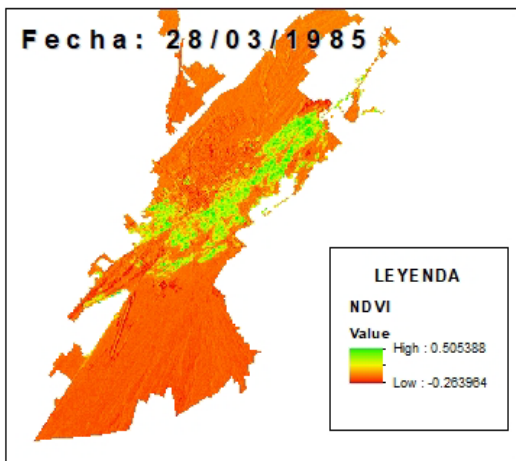 Fecha: 28/03/1985
LEYENDA
NDVI
Value
High : 0.505388
Low : -0.263964